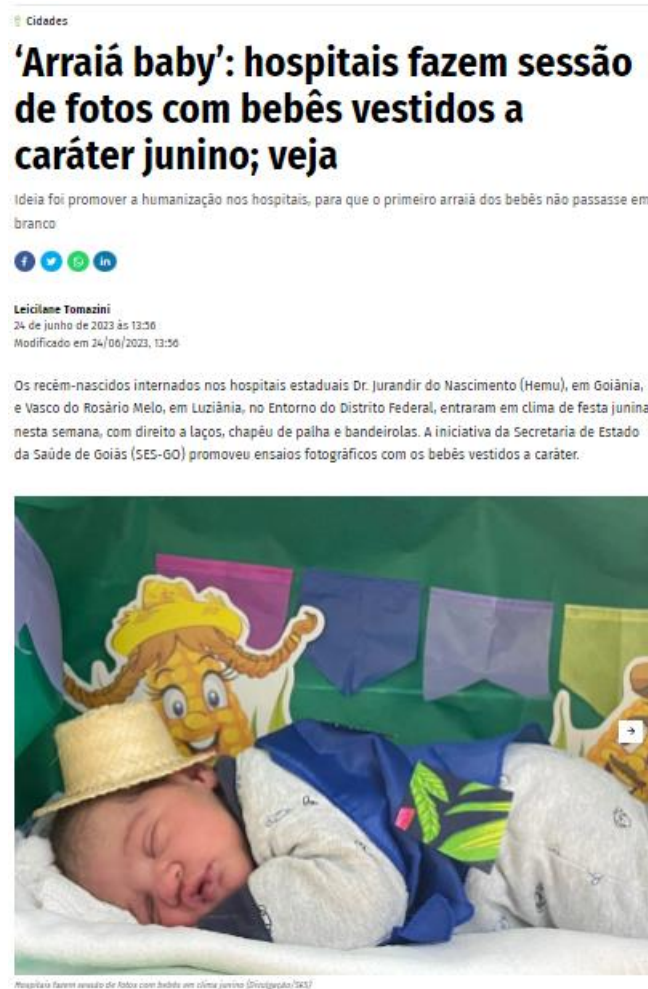 Cidades
‘Arraiá baby’: hospitais fazem sessão
de fotos com bebês vestidos a
caráter junino; veja
Ideia foi promover a humanização nos hospitais, para que o primeiro arraiá dos bebês não passasse em
branco
Leicilane Tomazini
24 de junho de 2023 às 13:56
Modificado em 24/06/2023, 13:56
Os recém-nascidos internados nos hospitais estaduais Dr. Jurandir do Nascimento (Hemu), em Goiânia,
e Vasco do Rosário Melo, em Luziânia, no Entorno do Distrito Federal, entraram em clima de festa junina
nesta semana, com direito a laços, chapéu de palha e bandeirolas. A iniciativa da Secretaria de Estado
da Saúde de Goiás (SES-GO) promoveu ensaios fotográficos com os bebês vestidos a caráter.
Hospitais fazem sessão de fotos com bebês em clima junino (Divulgação/SES)